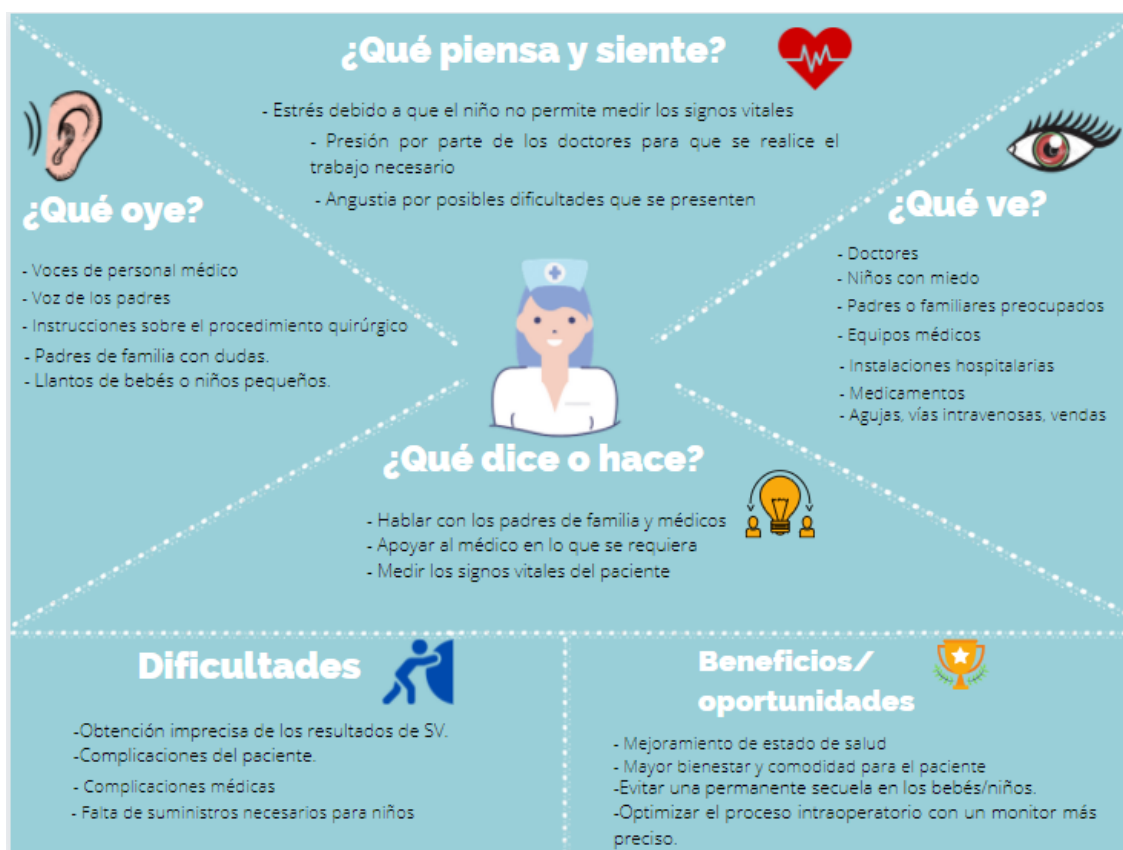 ¿Qué piensa y siente?
- Estrés debido a que el niño no permite medir los signos vitales
- Presión por parte de los doctores para que se realice el
trabajo necesario
- Angustia por posibles dificultades que se presenten
¿Qué oye?
- Voces de personal médico
- Voz de los padres
- Instrucciones sobre el procedimiento quirúrgico
- Padres de familia con dudas.
- Llantos de bebés o niños pequeños.
¿Qué ve?
- Doctores
- Niños con miedo
- Padres o familiares preocupados
- Equipos médicos
- Instalaciones hospitalarias
- Medicamentos
- Agujas, vías intravenosas, vendas
¿Qué dice o hace?
- Hablar con los padres de familia y médicos
- Apoyar al médico en lo que se requiera
- Medir los signos vitales del paciente
Dificultades
-Obtención imprecisa de los resultados de SV.
-Complicaciones del paciente.
- Complicaciones médicas
- Falta de suministros necesarios para niños
Beneficios/
oportunidades
- Mejoramiento de estado de salud
- Mayor bienestar y comodidad para el paciente
-Evitar una permanente secuela en los bebés/niños.
-Optimizar el proceso intraoperatorio con un monitor más
preciso.